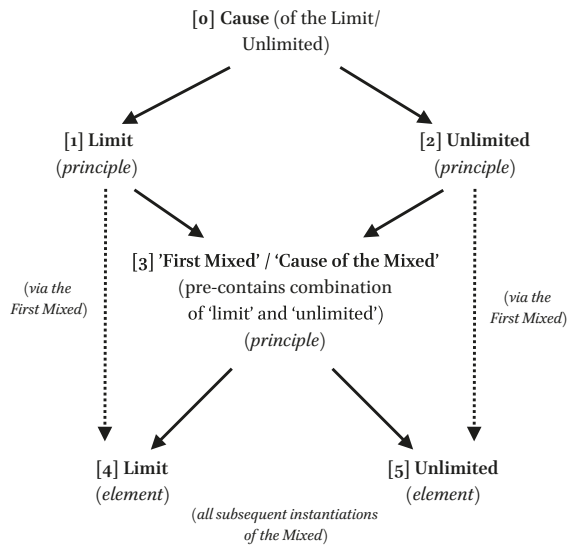 [0] Cause (of the Limit/
Unlimited)
[1] Limit
(principle)
[2] Unlimited
(principle)
[3] 'First Mixed' / ‘Cause of the Mixed’
(pre-contains combination
of ‘limit’ and ‘unlimited’)
(principle)
(via the
First Mixed)
(via the
First Mixed)
[4] Limit
(element)
[5] Unlimited
(element)
(all subsequent instantiations
of the Mixed)